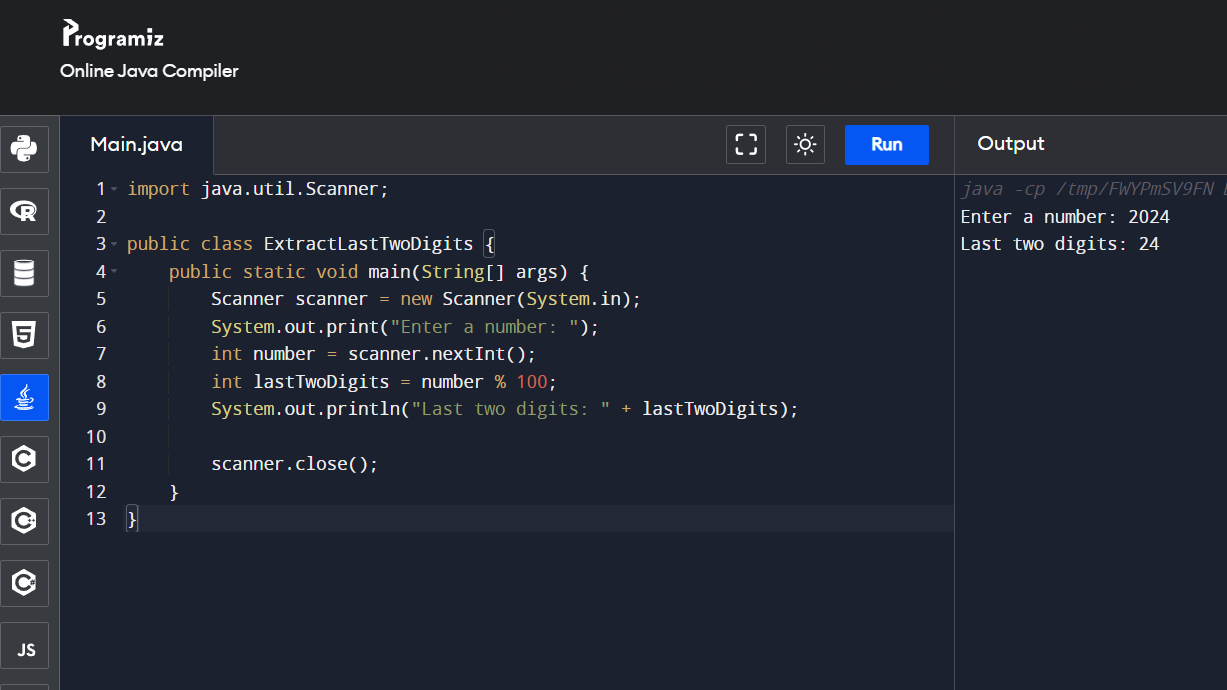 Programiz
Online Java Compiler
Main.java
Run
Output
1 import java.util.Scanner;
2
3 public class ExtractLastTwoDigits {
4     public static void main(String[] args) {
5         Scanner scanner = new Scanner(System.in);
6         System.out.print("Enter a number: ");
7         int number = scanner.nextInt();
8         int lastTwoDigits = number % 100;
9         System.out.println("Last two digits: " + lastTwoDigits);
10
11         scanner.close();
12     }
13 }
java -cp /tmp/FWYPmSV9FN
Enter a number: 2024
Last two digits: 24
R
5
C
C++
C#
JS